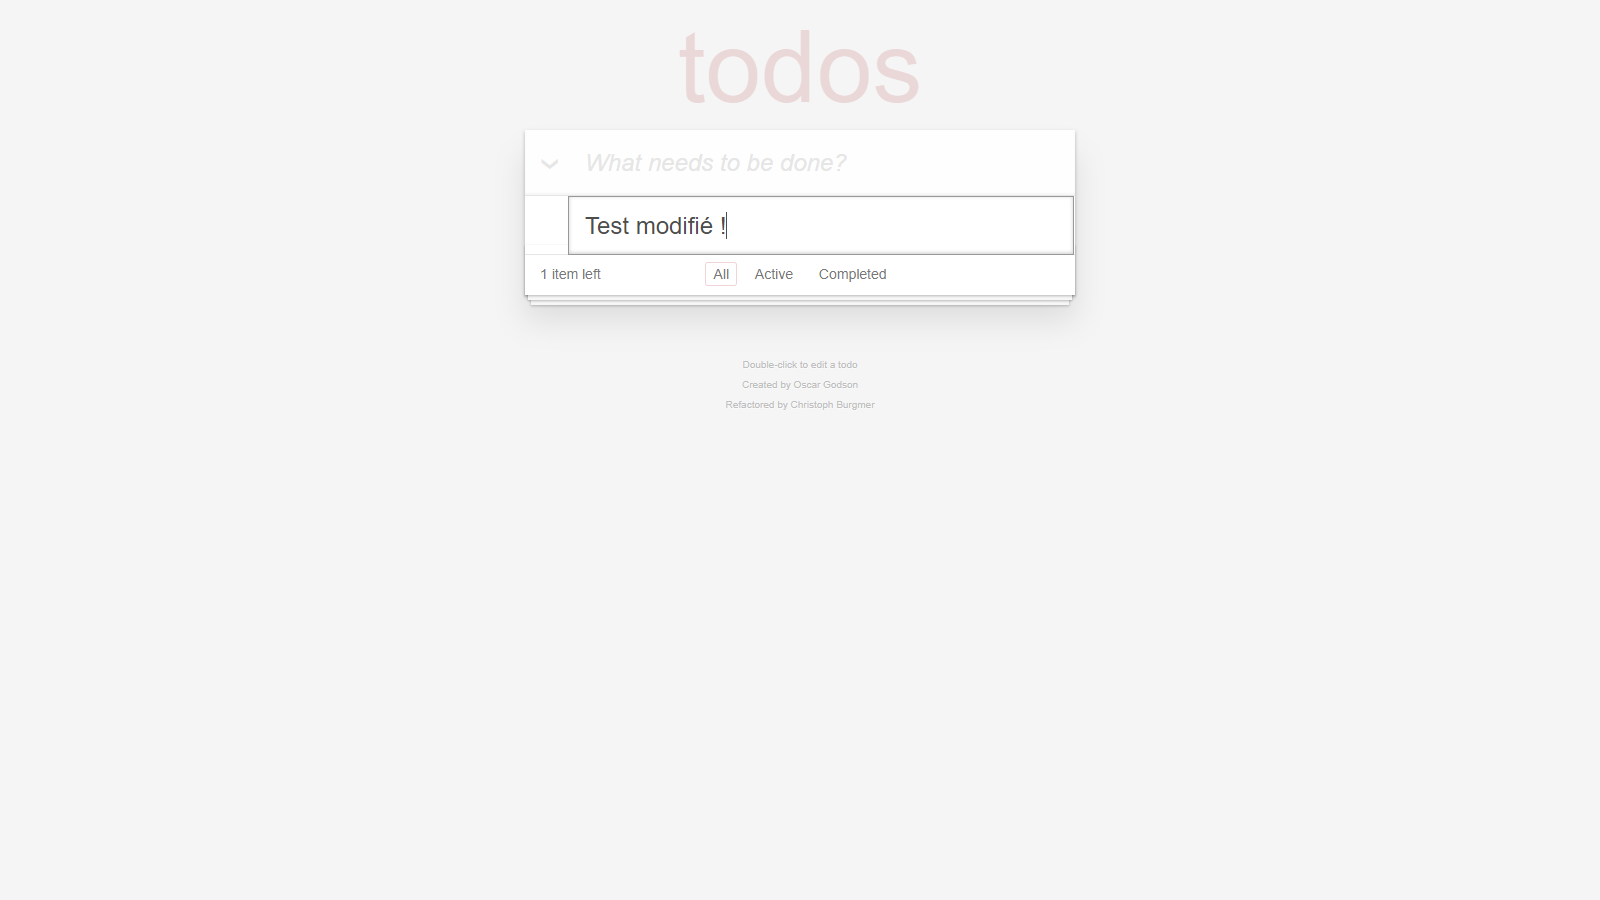 todos
What needs to be done?
Test modifié !
1 item left All Active Completed
Double-click to edit a todo
Created by Oscar Godson
Refactored by Christoph Burgmer